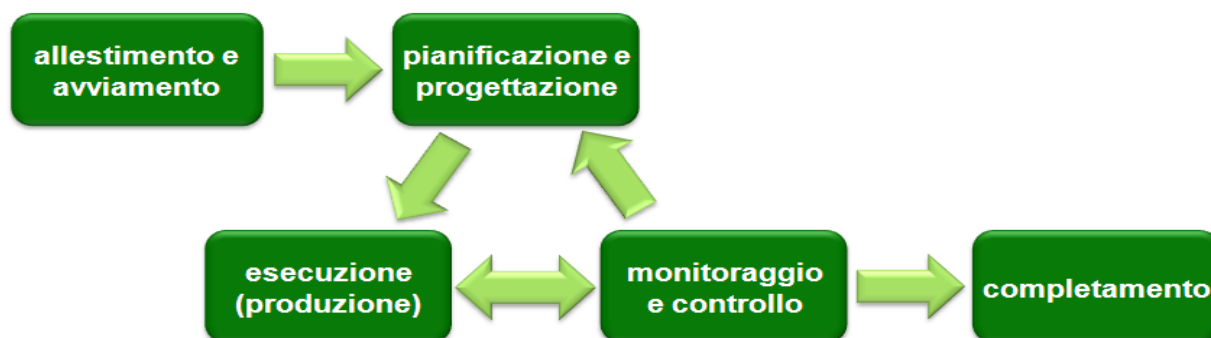 allestimento e
avviamento
pianificazione e
progettazione
esecuzione
(produzione)
monitoraggio
e controllo
completamento